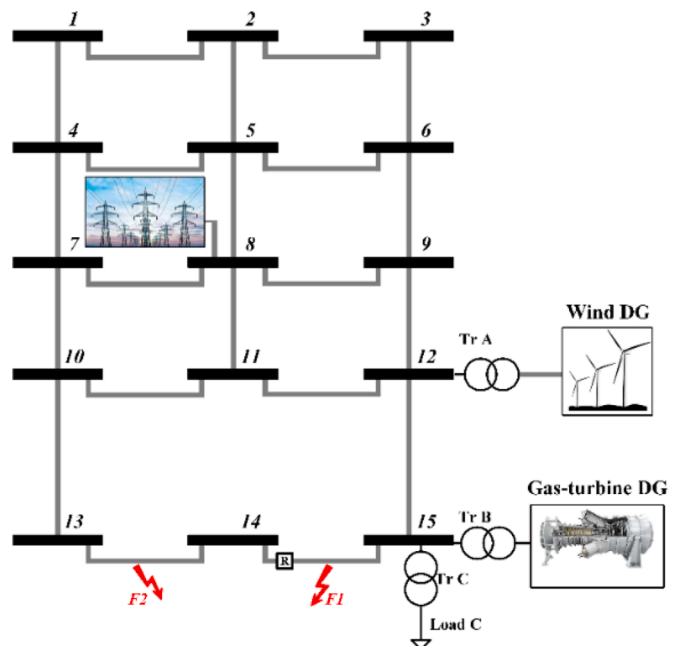 1 2 3
4 5 6
7 8 9
Wind DG
Tr A
10 11 12
Gas-turbine DG
13 14 15 Tr B
R
Tr C
F2 F1
Load C